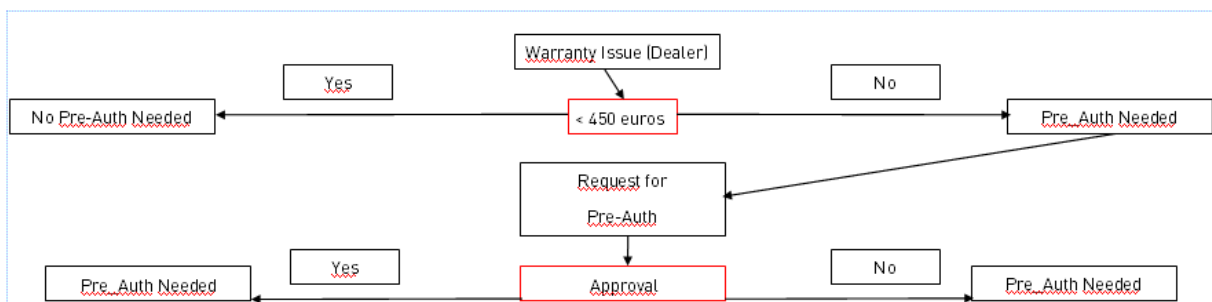 Warranty Issue (Dealer)
Yes
No
No Pre-Auth Needed
< 450 euros
Pre_Auth Needed
Request for
Pre-Auth
Yes
No
Pre_Auth Needed
Approval
Pre_Auth Needed